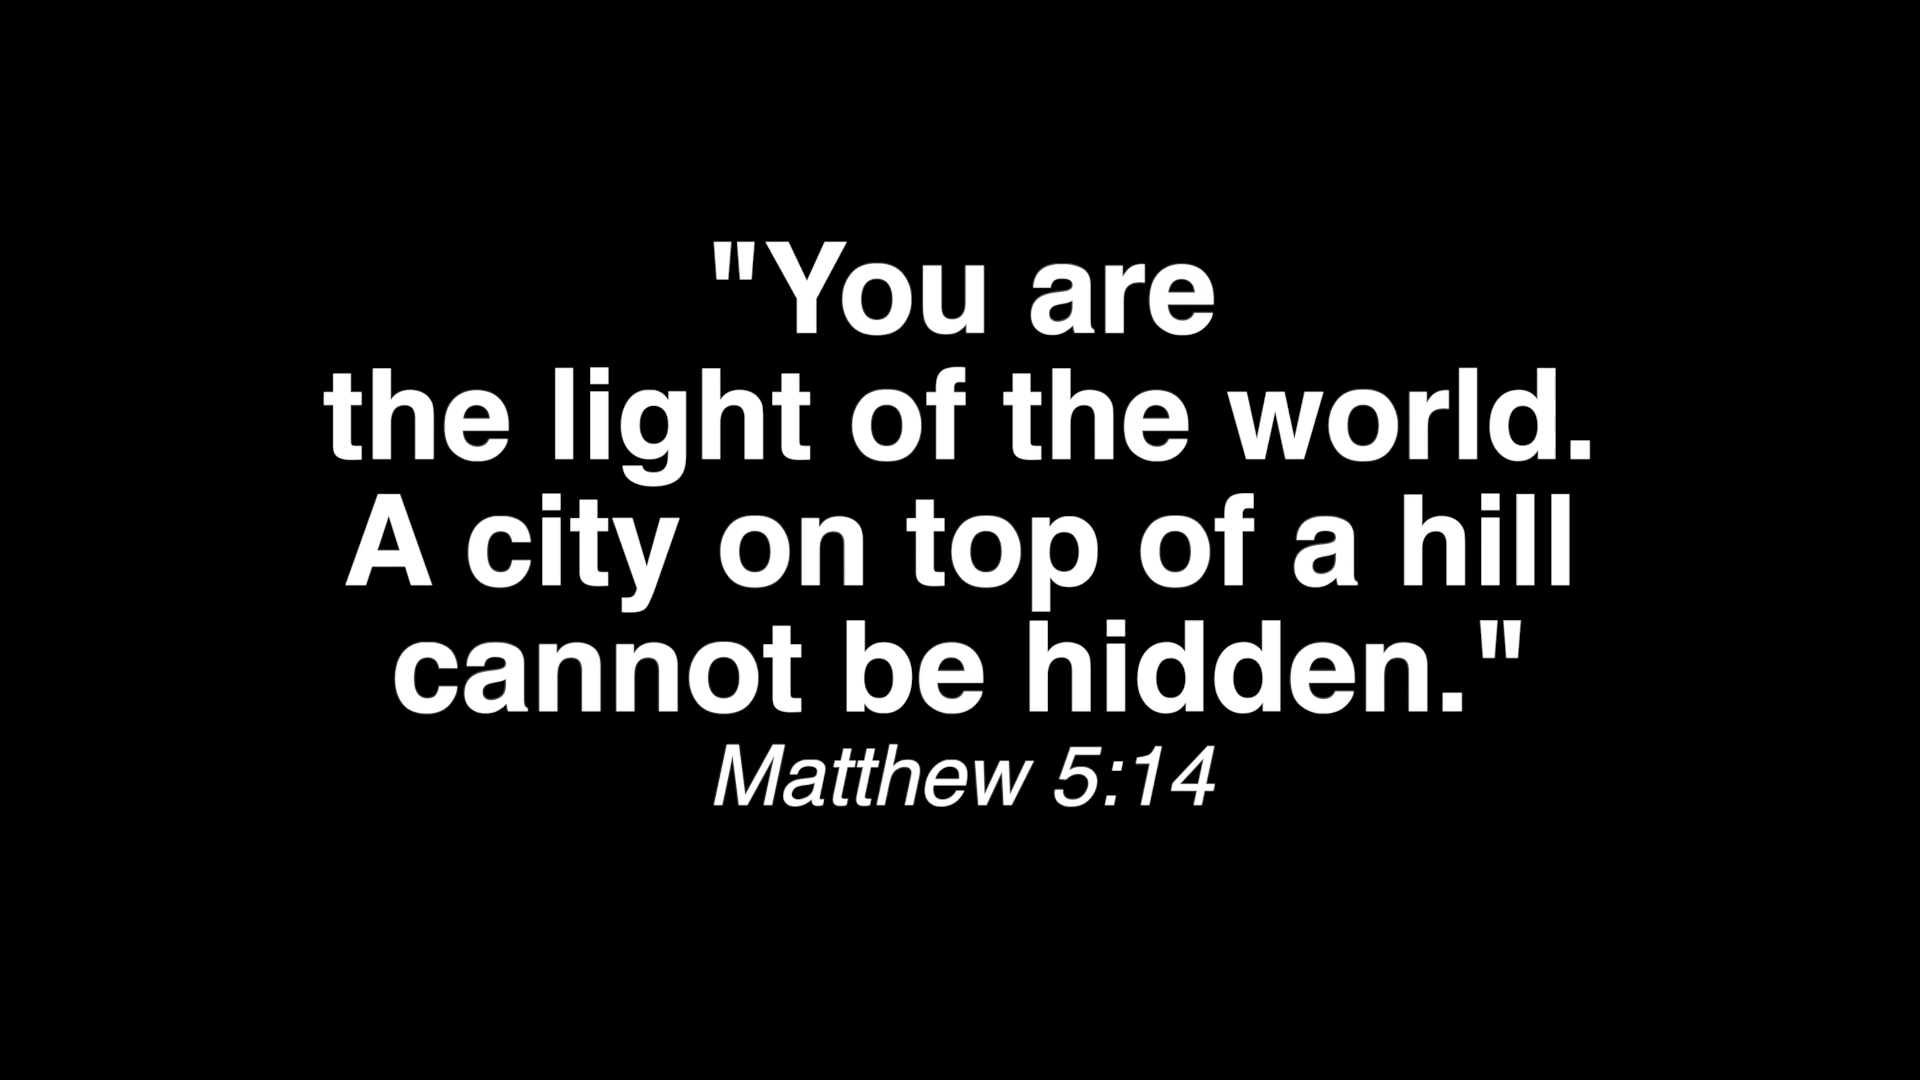 "You are
the light of the world.
A city on top of a hill
cannot be hidden."
Matthew 5:14